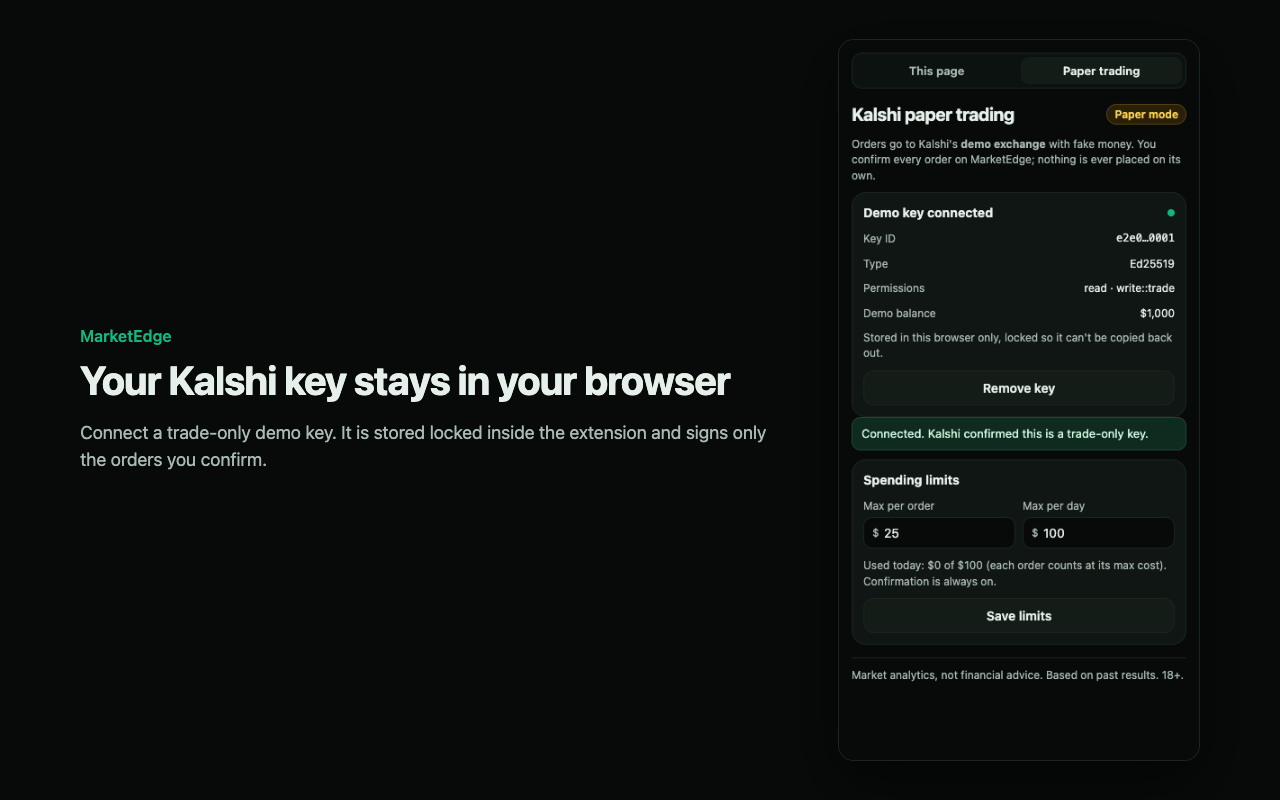 MarketEdge
Your Kalshi key stays in your browser
Connect a trade-only demo key. It is stored locked inside the extension and signs only
the orders you confirm.
This page
Paper trading
Kalshi paper trading
Paper mode
Orders go to Kalshi's demo exchange with fake money. You
confirm every order on MarketEdge; nothing is ever placed on its
own.
Demo key connected
Key ID
e2e0…0001
Type
Ed25519
Permissions
read · write::trade
Demo balance
$1,000
Stored in this browser only, locked so it can't be copied back
out.
Remove key
Connected. Kalshi confirmed this is a trade-only key.
Spending limits
Max per order
Max per day
$ 25
$ 100
Used today: $0 of $100 (each order counts at its max cost).
Confirmation is always on.
Save limits
Market analytics, not financial advice. Based on past results. 18+.